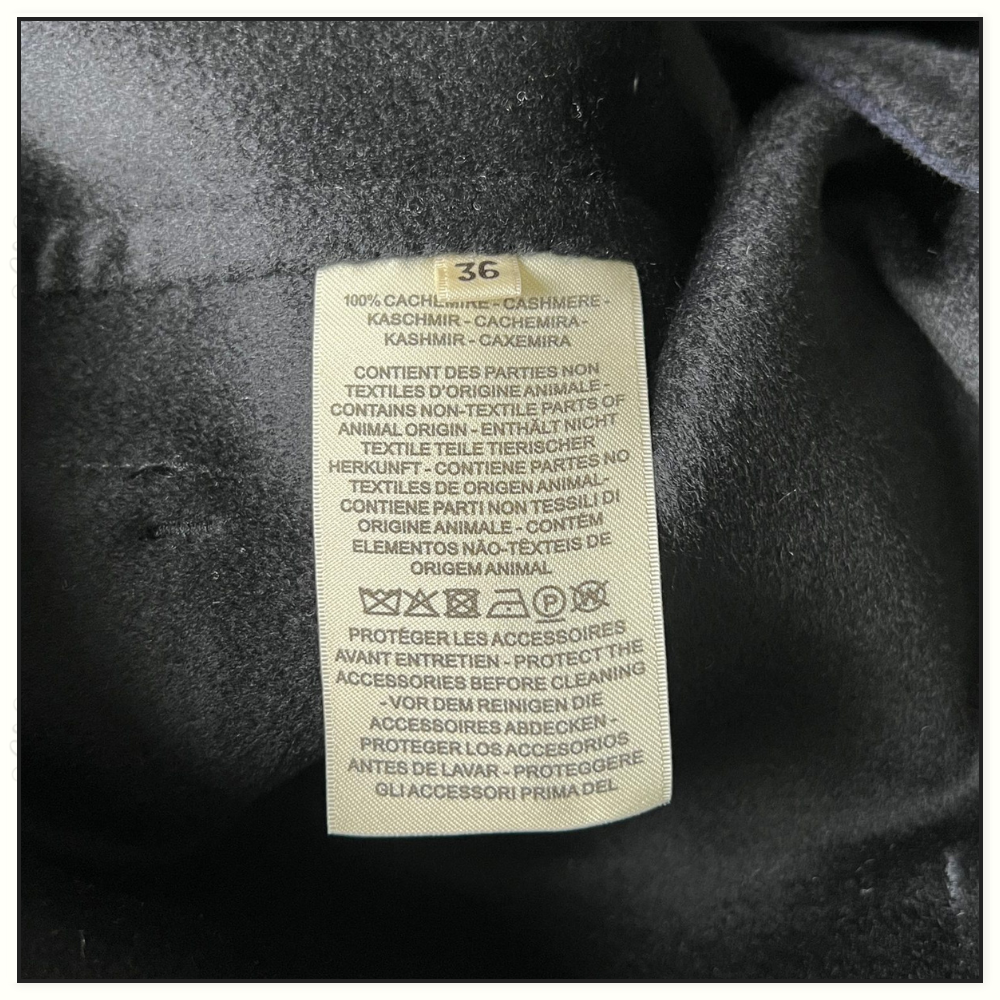 36
100% CACHEMIRE - CASHMERE -
KASCHMIR - CACHEMIRA -
KASHMIR - CAXEMIRA
CONTIENT DES PARTIES NON
TEXTILES D'ORIGINE ANIMALE -
CONTAINS NON-TEXTILE PARTS OF
ANIMAL ORIGIN - ENTHÄLT NICHT
TEXTILE TEILE TIERISCHER
HERKUNFT - CONTIENE PARTES NO
TEXTILES DE ORIGEN ANIMAL-
CONTIENE PARTI NON TESSILI DI
ORIGINE ANIMALE - CONTÉM
ELEMENTOS NÃO-TÊXTEIS DE
ORIGEM ANIMAL
P
PROTÉGER LES ACCESSOIRES
AVANT ENTRETIEN - PROTECT THE
ACCESSORIES BEFORE CLEANING
- VOR DEM REINIGEN DIE
ACCESSOIRES ABDECKEN -
PROTEGER LOS ACCESORIOS
ANTES DE LAVAR - PROTEGGERE
GLI ACCESSORI PRIMA DEL